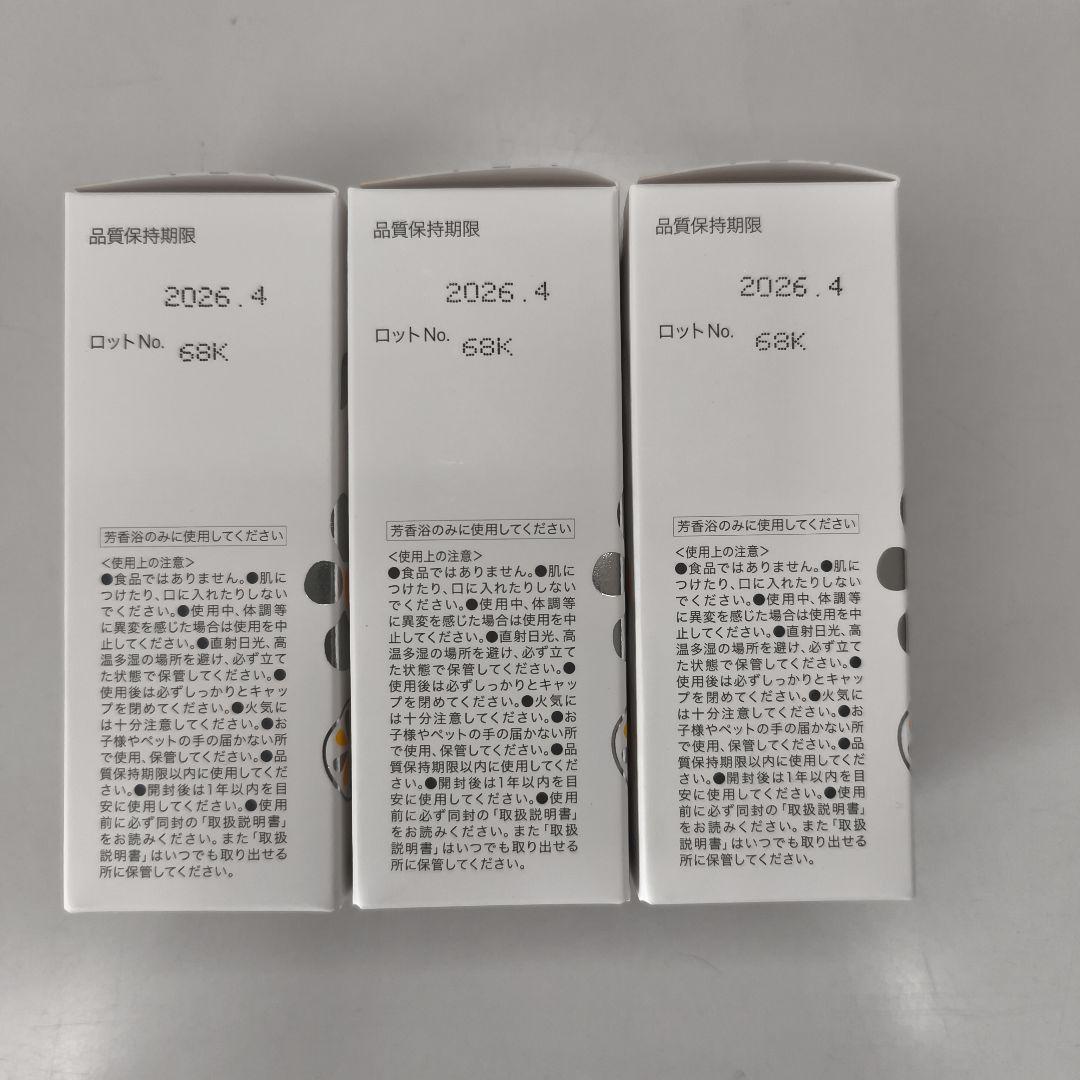 品質保持期限
2026.4
ロットNo. 68K
芳香浴のみに使用してください
<使用上の注意>
●食品ではありません。●肌に
つけたり、口に入れたりしない
でください。●使用中、体調等
に異変を感じた場合は使用を中
止してください。●直射日光、高
温多湿の場所を避け、必ず立て
た状態で保管してください。●
使用後は必ずしっかりとキャッ
プを閉めてください。●火気に
は十分注意してください。●お
子様やペットの手の届かない所
で使用、保管してください。●品
質保持期限以内に使用してくだ
さい。●開封後は1年以内を目
安に使用してください。●使用
前に必ず同封の「取扱説明書」
をお読みください。また「取扱
説明書」はいつでも取り出せる
所に保管してください。
品質保持期限
2026.4
ロットNo. 68K
芳香浴のみに使用してください
<使用上の注意>
●食品ではありません。●肌に
つけたり、口に入れたりしない
でください。●使用中、体調等
に異変を感じた場合は使用を中
止してください。●直射日光、高
温多湿の場所を避け、必ず立て
た状態で保管してください。●
使用後は必ずしっかりとキャッ
プを閉めてください。●火気に
は十分注意してください。●お
子様やペットの手の届かない所
で使用、保管してください。●品
質保持期限以内に使用してくだ
さい。●開封後は1年以内を目
安に使用してください。●使用
前に必ず同封の「取扱説明書」
をお読みください。また「取扱
説明書」はいつでも取り出せる
所に保管してください。
品質保持期限
2026.4
ロットNo. 68K
芳香浴のみに使用してください
<使用上の注意>
●食品ではありません。●肌に
つけたり、口に入れたりしない
でください。●使用中、体調等
に異変を感じた場合は使用を中
止してください。●直射日光、高
温多湿の場所を避け、必ず立て
た状態で保管してください。●
使用後は必ずしっかりとキャッ
プを閉めてください。●火気に
は十分注意してください。●お
子様やペットの手の届かない所
で使用、保管してください。●品
質保持期限以内に使用してくだ
さい。●開封後は1年以内を目
安に使用してください。●使用
前に必ず同封の「取扱説明書」
をお読みください。また「取扱
説明書」はいつでも取り出せる
所に保管してください。